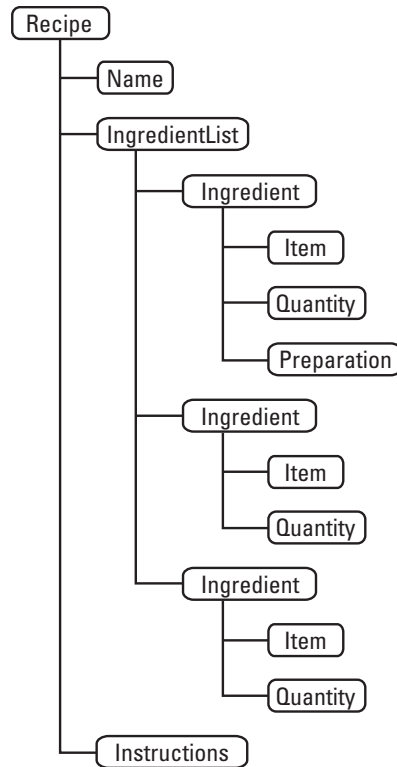 Recipe
Name
IngredientList
Ingredient
Item
Quantity
Preparation
Ingredient
Item
Quantity
Ingredient
Item
Quantity
Instructions